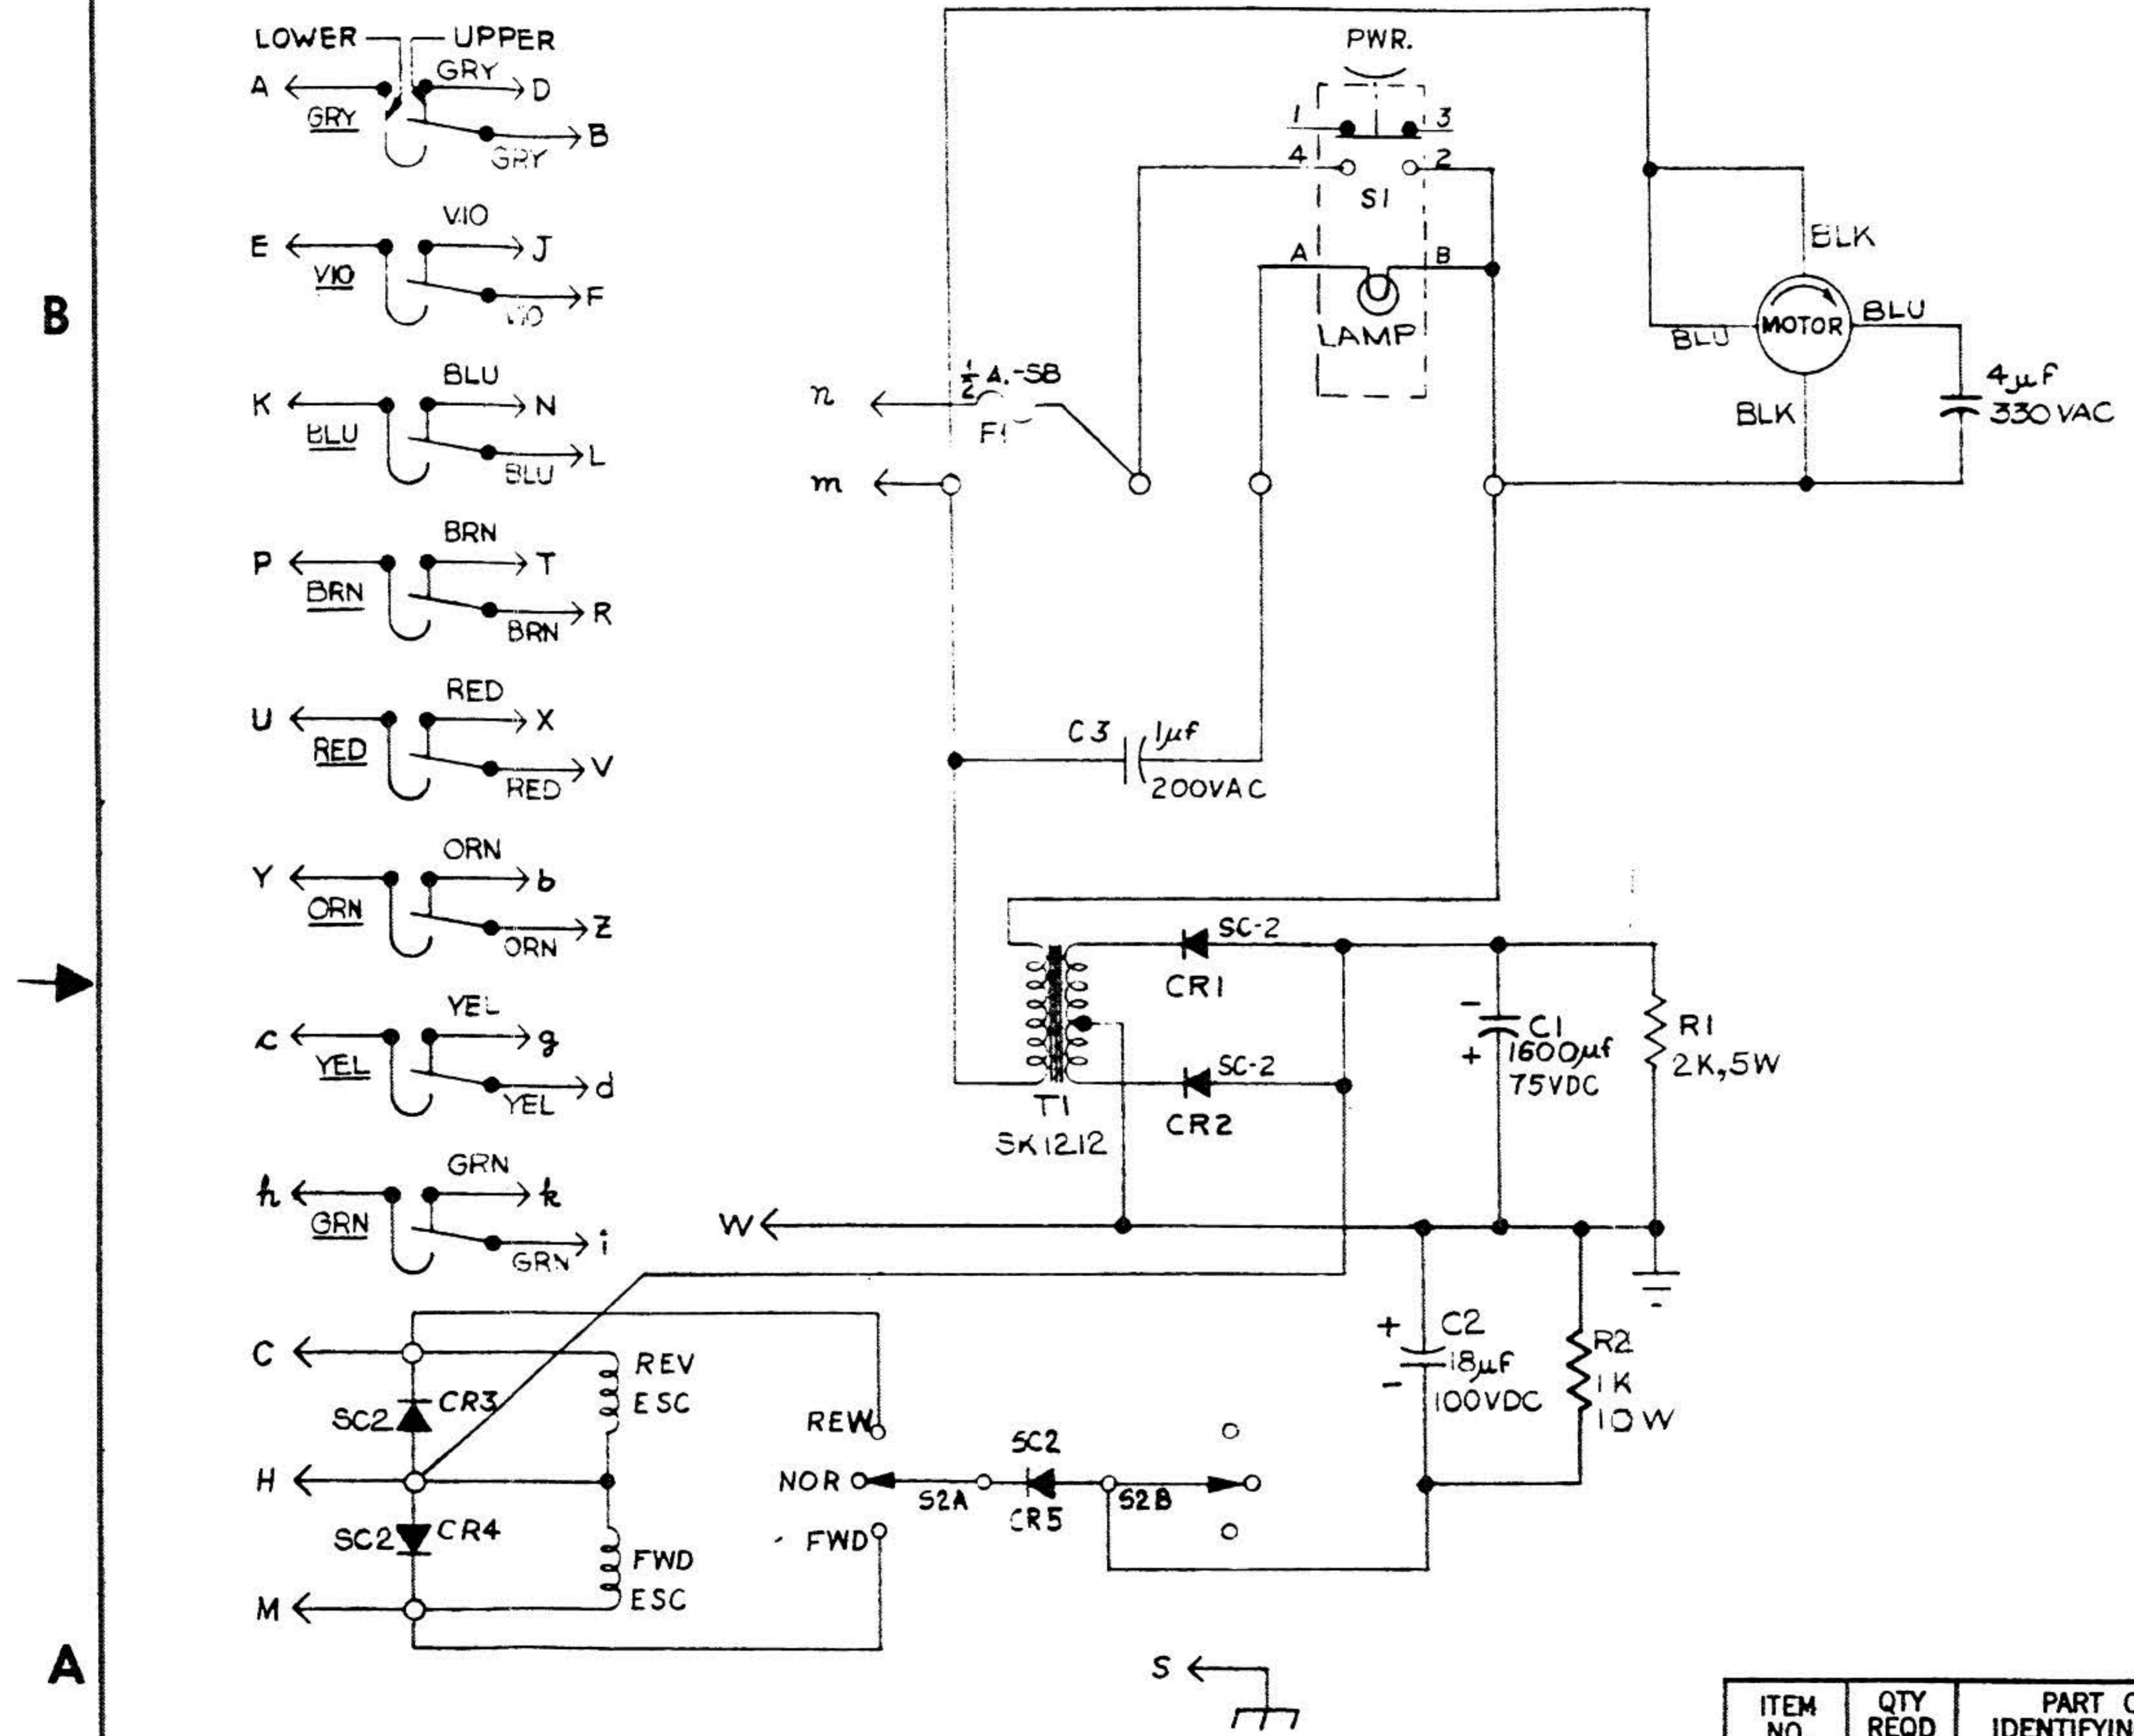 LOWER UPPER
A GRY D
GRY
GRY B
E VIO J
VIO
VIO F
K BLU N
BLU
BLU L
P BRN T
BRN
BRN R
U RED X
RED
RED V
Y ORN b
ORN
ORN Z
c YEL g
YEL
YEL d
h GRN k
GRN
GRN i
PWR.
1 3
4 2
S1
A B
LAMP
n ½ A.-SB
F1
m
BLK
BLU MOTOR BLU
BLK
4μF
330 VAC
C3 1μf
200VAC
SC-2
CR1
SC-2
CR2
T1
SK1212
- C1
+ 1600μf
75VDC
R1
2K,5W
W
+ C2
18μF
- 100VDC
R2
1K
10W
C
REV
ESC
SC2 CR3
H
SC2 CR4
FWD
ESC
M
REW
NOR
FWD
S2A
SC2
CR5
S2B
S
B
A
ITEM
NO.
QTY
REQD
PART
IDENTIFYIN